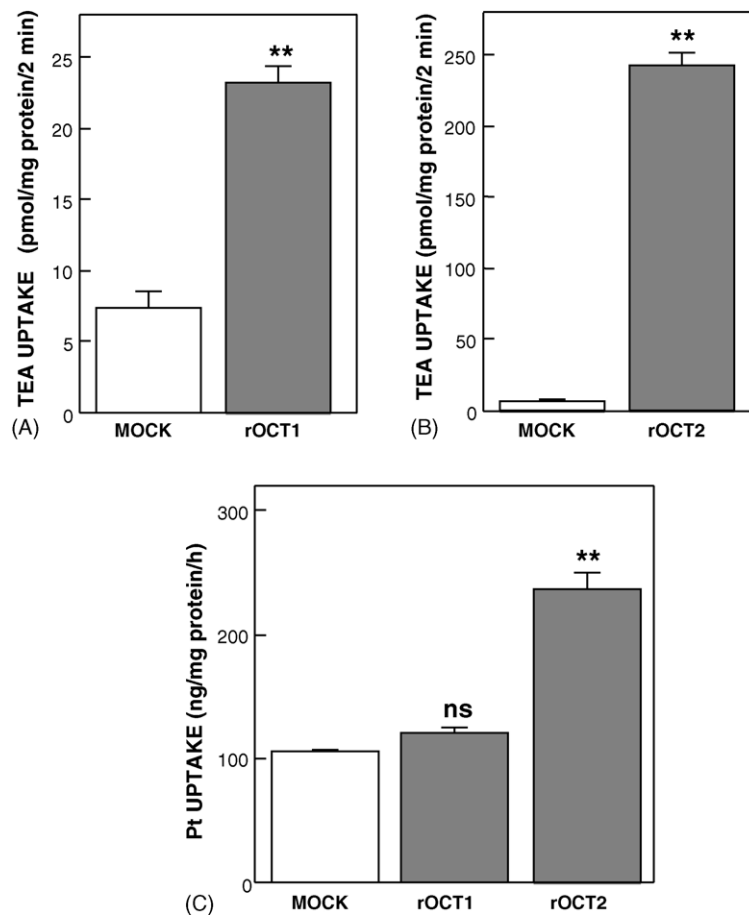 TEA UPTAKE (pmol/mg protein/2 min)
25
20
15
10
5
0
**
MOCK
rOCT1
(A)
TEA UPTAKE (pmol/mg protein/2 min)
250
200
150
100
50
0
**
MOCK
rOCT2
(B)
Pt UPTAKE (ng/mg protein/h)
300
200
100
0
ns
**
MOCK
rOCT1
rOCT2
(C)